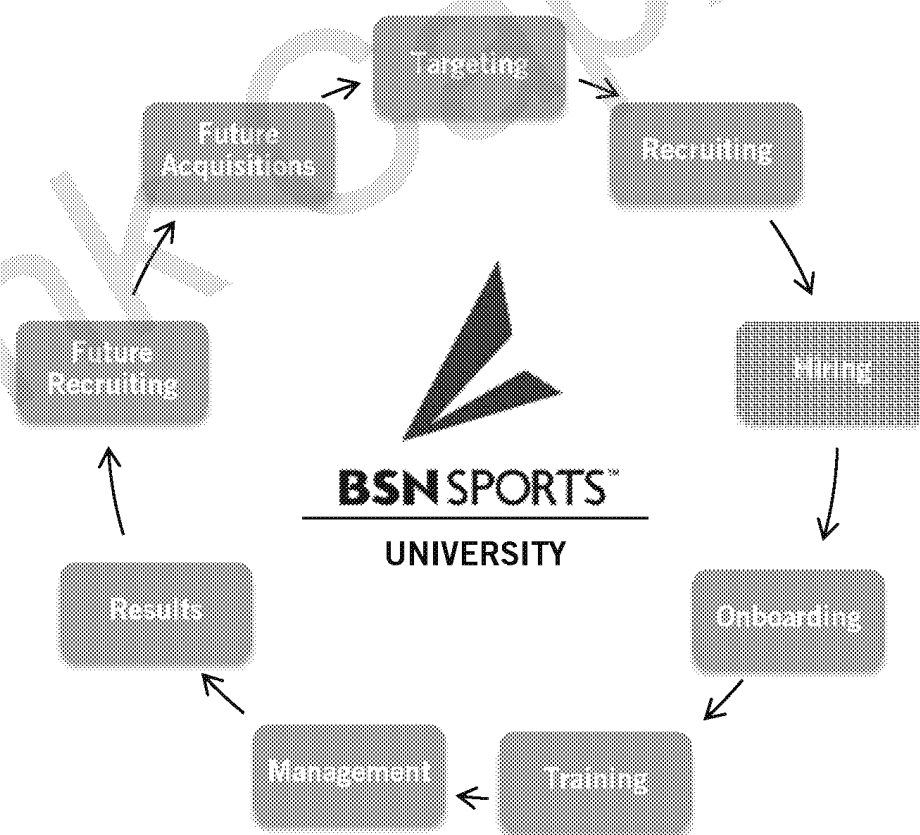 Targeting
Recruiting
Hiring
Onboarding
Training
Management
Results
Future
Recruiting
Future
Acquisitions
BSN SPORTS™
UNIVERSITY